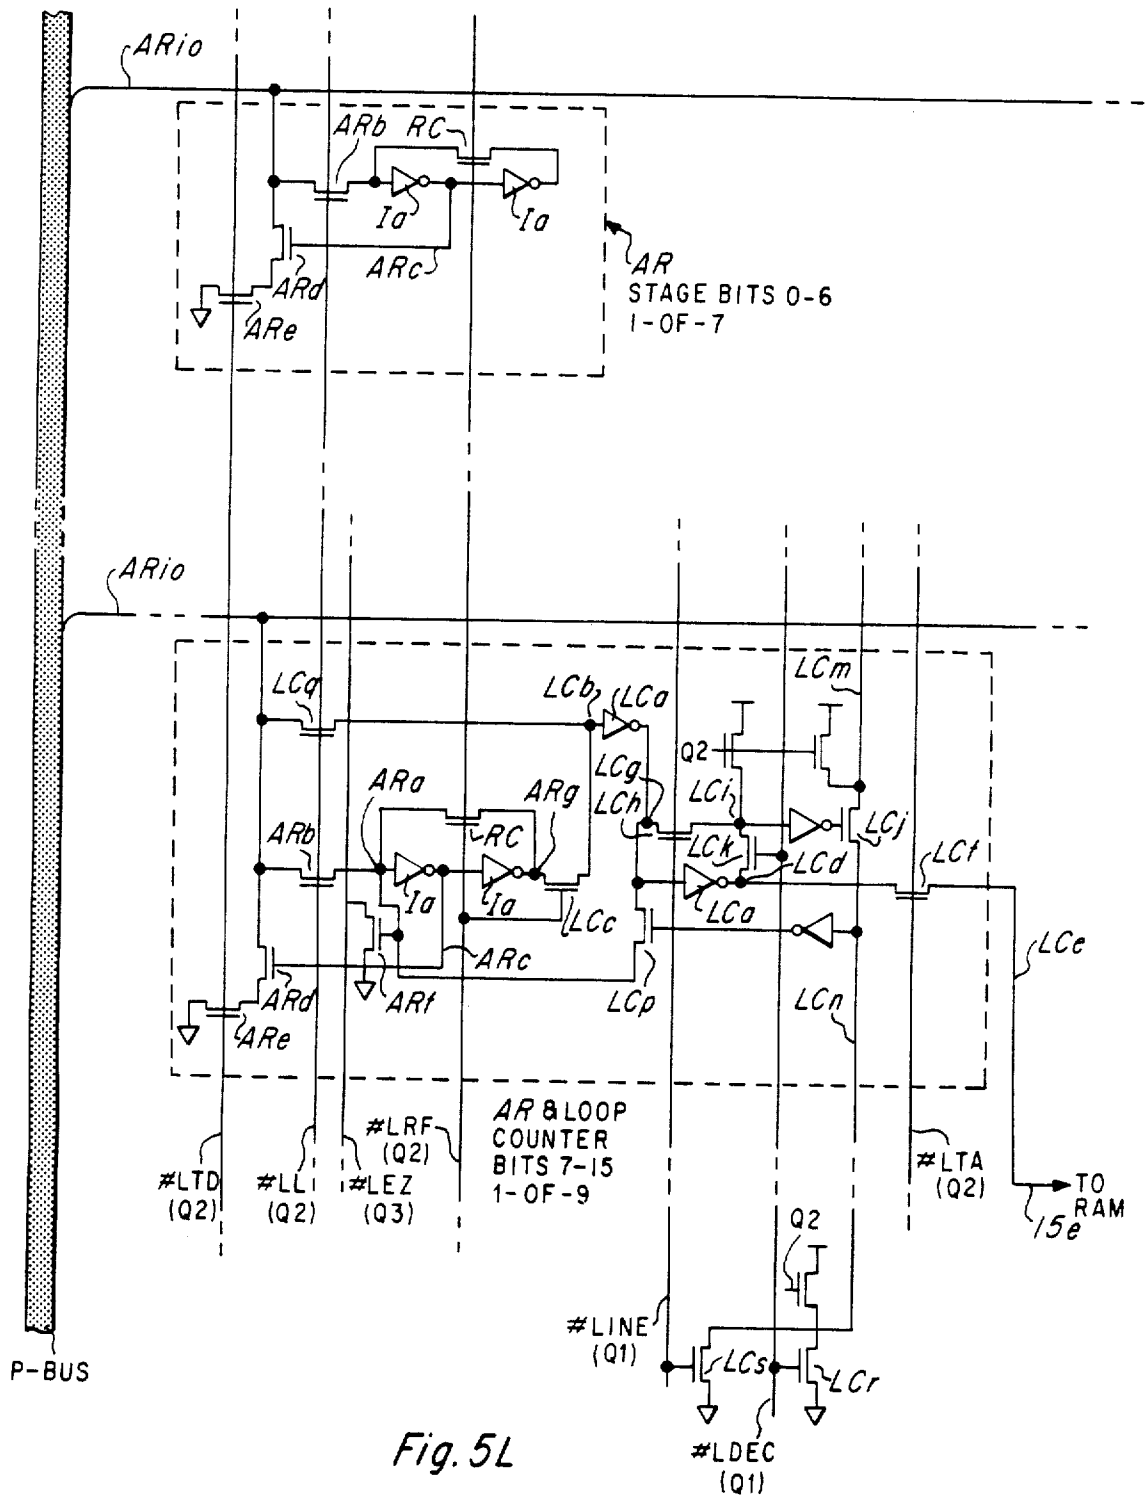 ARio
ARb
RC
Ia
Ia
ARc
ARd
ARe
AR
STAGE BITS 0-6
1-OF-7
ARio
LCq
LCb
LCa
LCm
Q2
LCg
LCh
LCi
LCj
ARa
ARg
ARb
RC
LCk
LCd
LCf
Ia
Ia
LCc
LCa
ARc
LCe
ARd
ARf
LCp
LCn
ARe
#LTD
(Q2)
#LL
(Q2)
#LEZ
(Q3)
#LRF
(Q2)
AR & LOOP
COUNTER
BITS 7-15
1-OF-9
#LTA
(Q2)
TO
RAM
15e
Q2
#LINE
(Q1)
LCs
LCr
P-BUS
#LDEC
(Q1)
Fig. 5L